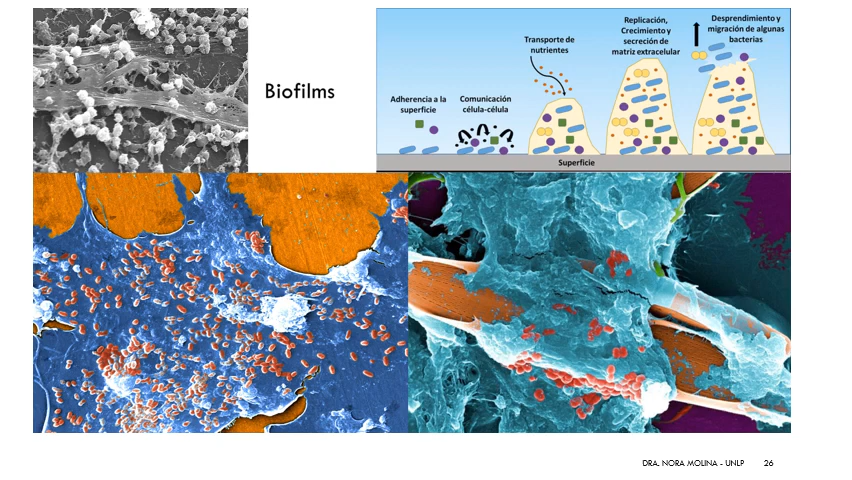 Biofilms
Adherencia a la
superficie
Comunicación
célula-célula
Transporte de
nutrientes
Replicación,
Crecimiento y
secreción de
matriz extracelular
Desprendimiento y
migración de algunas
bacterias
Superficie
DRA. NORA MOLINA - UNLP
26